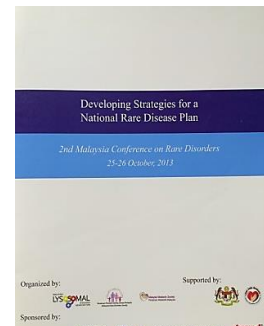 Developing Strategies for a
National Rare Disease Plan
2nd Malaysia Conference on Rare Disorders
25-26 October, 2013
Organized by:
Supported by:
LYSOSOMAL
Sponsored by: